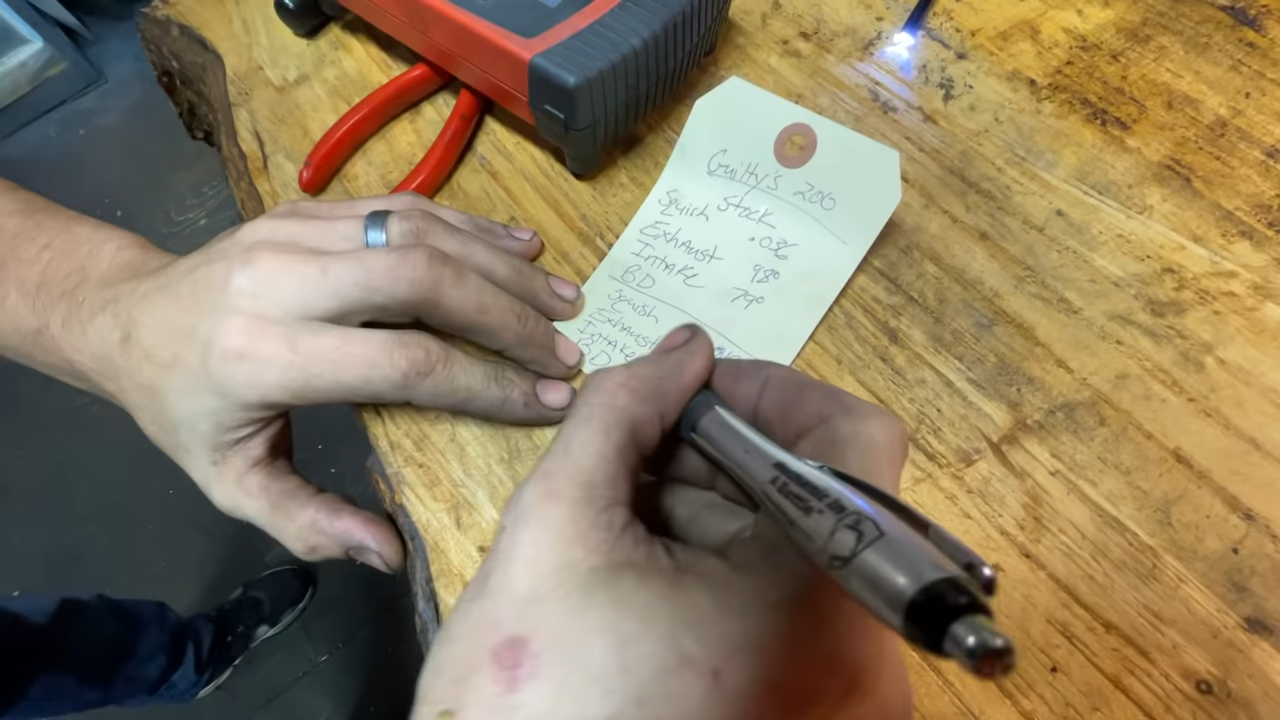 Guilty's 200
Stock
Squish .036
Exhaust 98°
Intake 79°
BD
Squish
Exhaust
Intake
BD